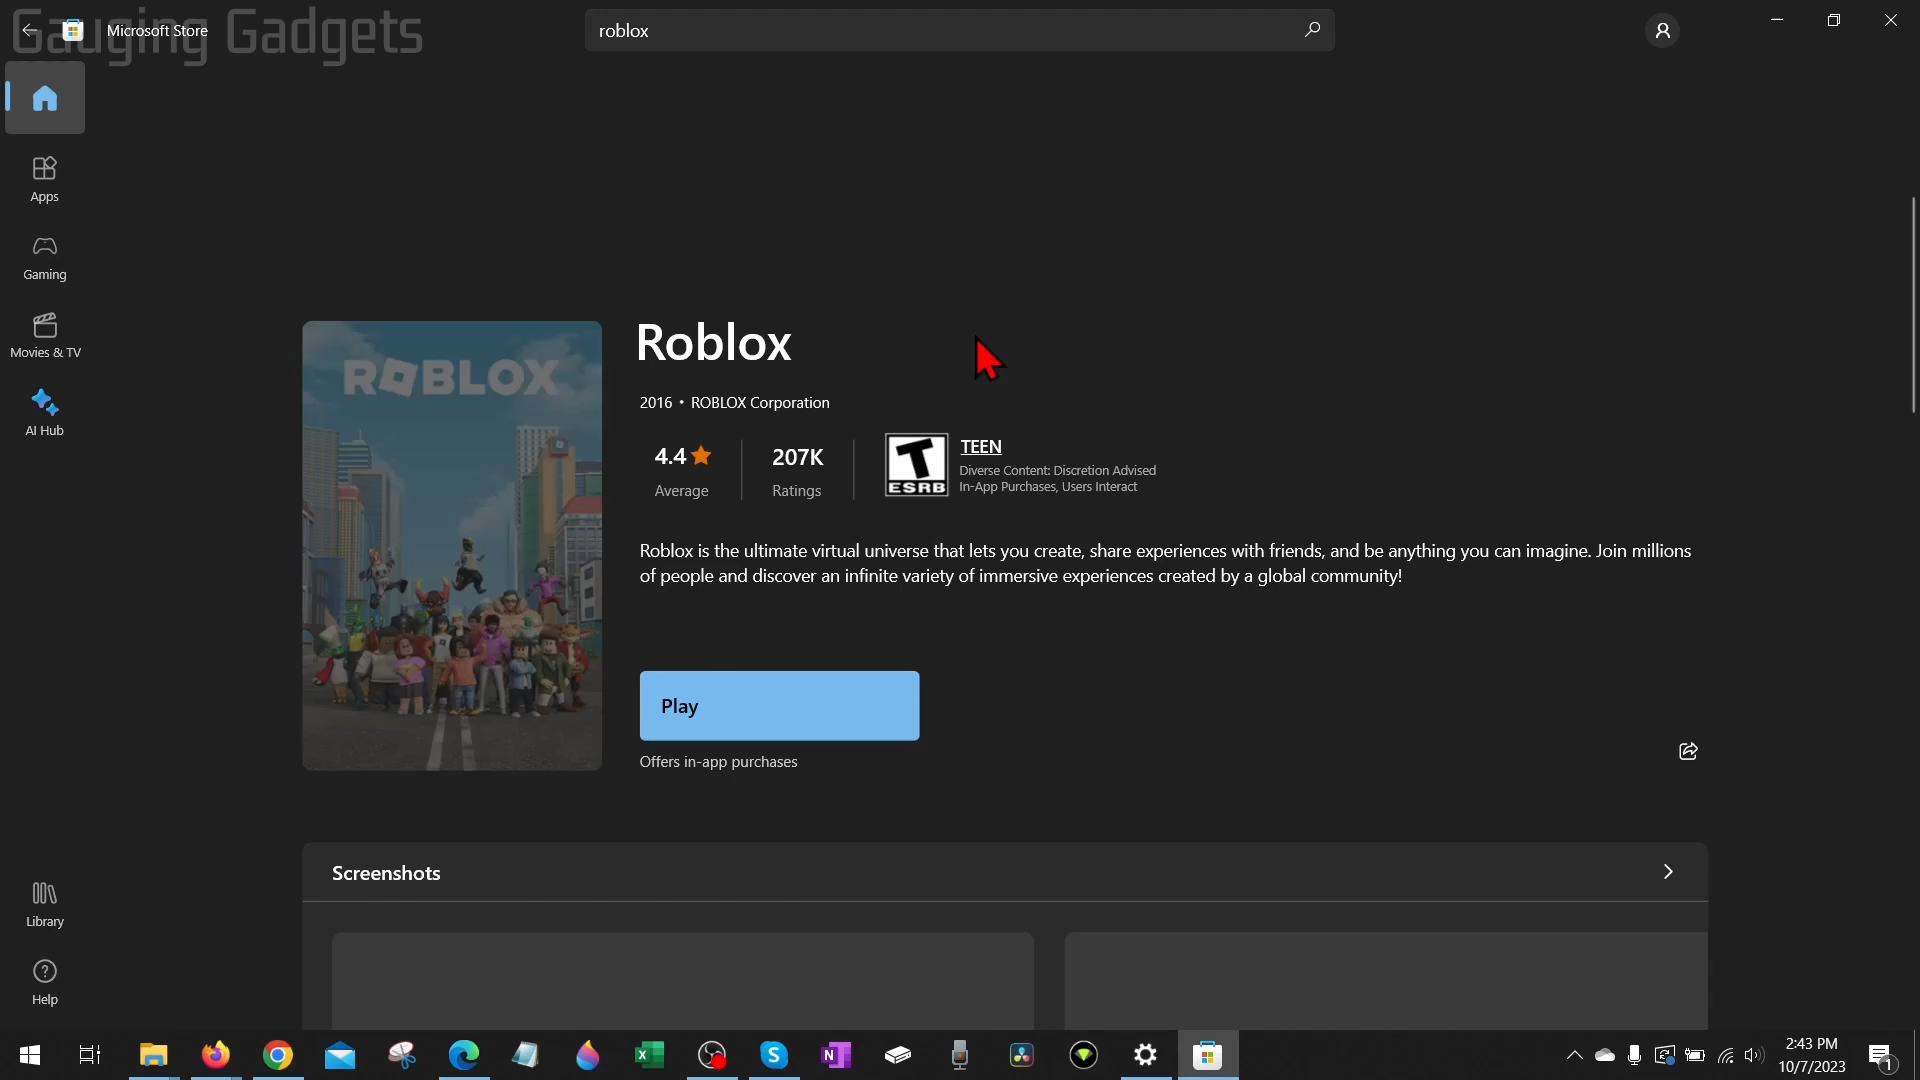 Gauging Gadgets
Microsoft Store
roblox
Apps
Gaming
Movies & TV
AI Hub
Library
Help
ROBLOX
Roblox
2016 • ROBLOX Corporation
4.4
Average
207K
Ratings
T
ESRB
TEEN
Diverse Content: Discretion Advised
In-App Purchases, Users Interact
Roblox is the ultimate virtual universe that lets you create, share experiences with friends, and be anything you can imagine. Join millions
of people and discover an infinite variety of immersive experiences created by a global community!
Play
Offers in-app purchases
Screenshots
2:43 PM
10/7/2023
1